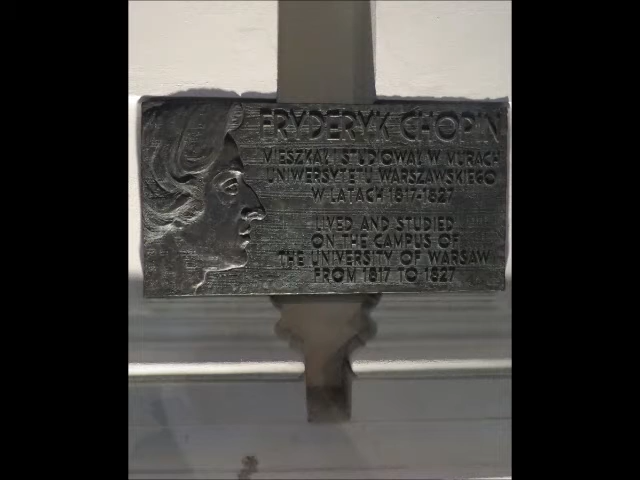 FRYDERYK CHOPIN
MIESZKAŁ I STUDIOWAŁ W MURACH
UNIWERSYTETU WARSZAWSKIEGO
W LATACH 1817-1827
LIVED AND STUDIED
ON THE CAMPUS OF
THE UNIVERSITY OF WARSAW
FROM 1817 TO 1827